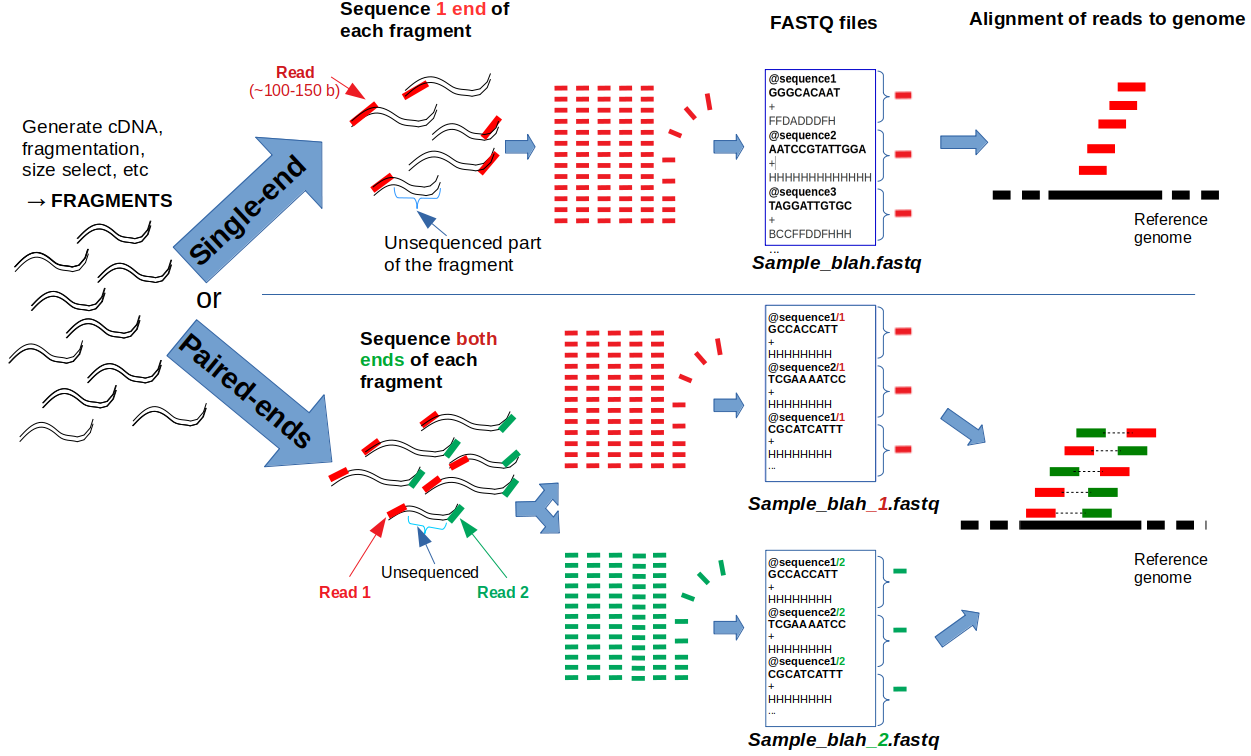 Sequence 1 end of
each fragment
FASTQ files
Alignment of reads to genome
Read
(~100-150 b)
Generate cDNA,
fragmentation,
size select, etc
→ FRAGMENTS
Single-end
or
Paired-ends
Unsequenced part
of the fragment
@sequence1
GGGCACAAT
+
FFDADDDFH
@sequence2
AATCCGTATTGGA
+
HHHHHHHHHHHHH
@sequence3
TAGGATTGTGC
+
BCCFFDDFHHH
...
Sample_blah.fastq
Reference
genome
Sequence both
ends of each
fragment
Read 1
Unsequenced
Read 2
@sequence1/1
GCCACCATT
+
HHHHHHHH
@sequence2/1
TCGAAAATCC
+
HHHHHHHH
@sequence1/1
CGCATCATTT
+
HHHHHHHH
...
Sample_blah_1.fastq
@sequence1/2
GCCACCATT
+
HHHHHHHH
@sequence2/2
TCGAAAATCC
+
HHHHHHHH
@sequence1/2
CGCATCATTT
+
HHHHHHHH
...
Sample_blah_2.fastq
Reference
genome